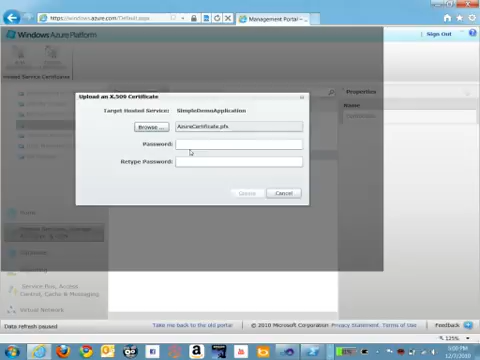 https://windows.azure.com/Default.aspx
Management Portal -
Windows Azure Platform
Sign Out
Hosted Service Certificates
Properties
Name
Upload an X.509 Certificate
Target Hosted Service: SimpleDemoApplication
Browse ... AzureCertificate.pfx
Password:
Retype Password:
Create Cancel
Service Bus, Access
Control, Cache & Messaging
Virtual Network
Data refresh paused
Take me back to the old portal
© 2010 Microsoft Corporation Privacy Statement Terms of Use
Feedback
125%
5:00 PM